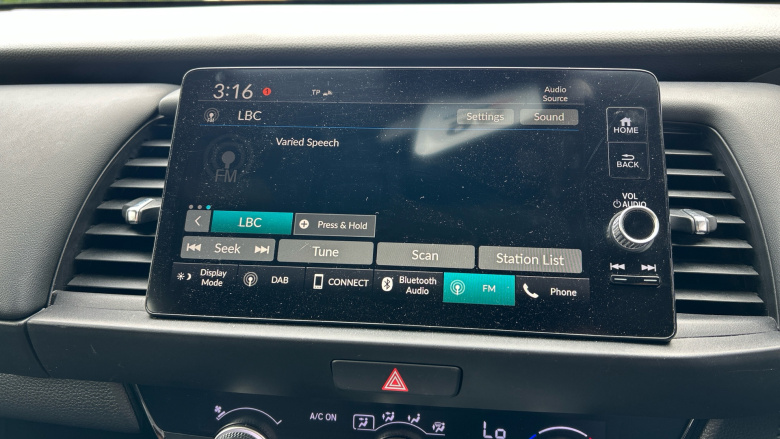 3:16
TP
Audio
Source
LBC
Settings
Sound
HOME
Varied Speech
FM
BACK
VOL
AUDIO
LBC
Press & Hold
Seek
Tune
Scan
Station List
Display
Mode
DAB
CONNECT
Bluetooth
Audio
FM
Phone
A/C ON
Lo